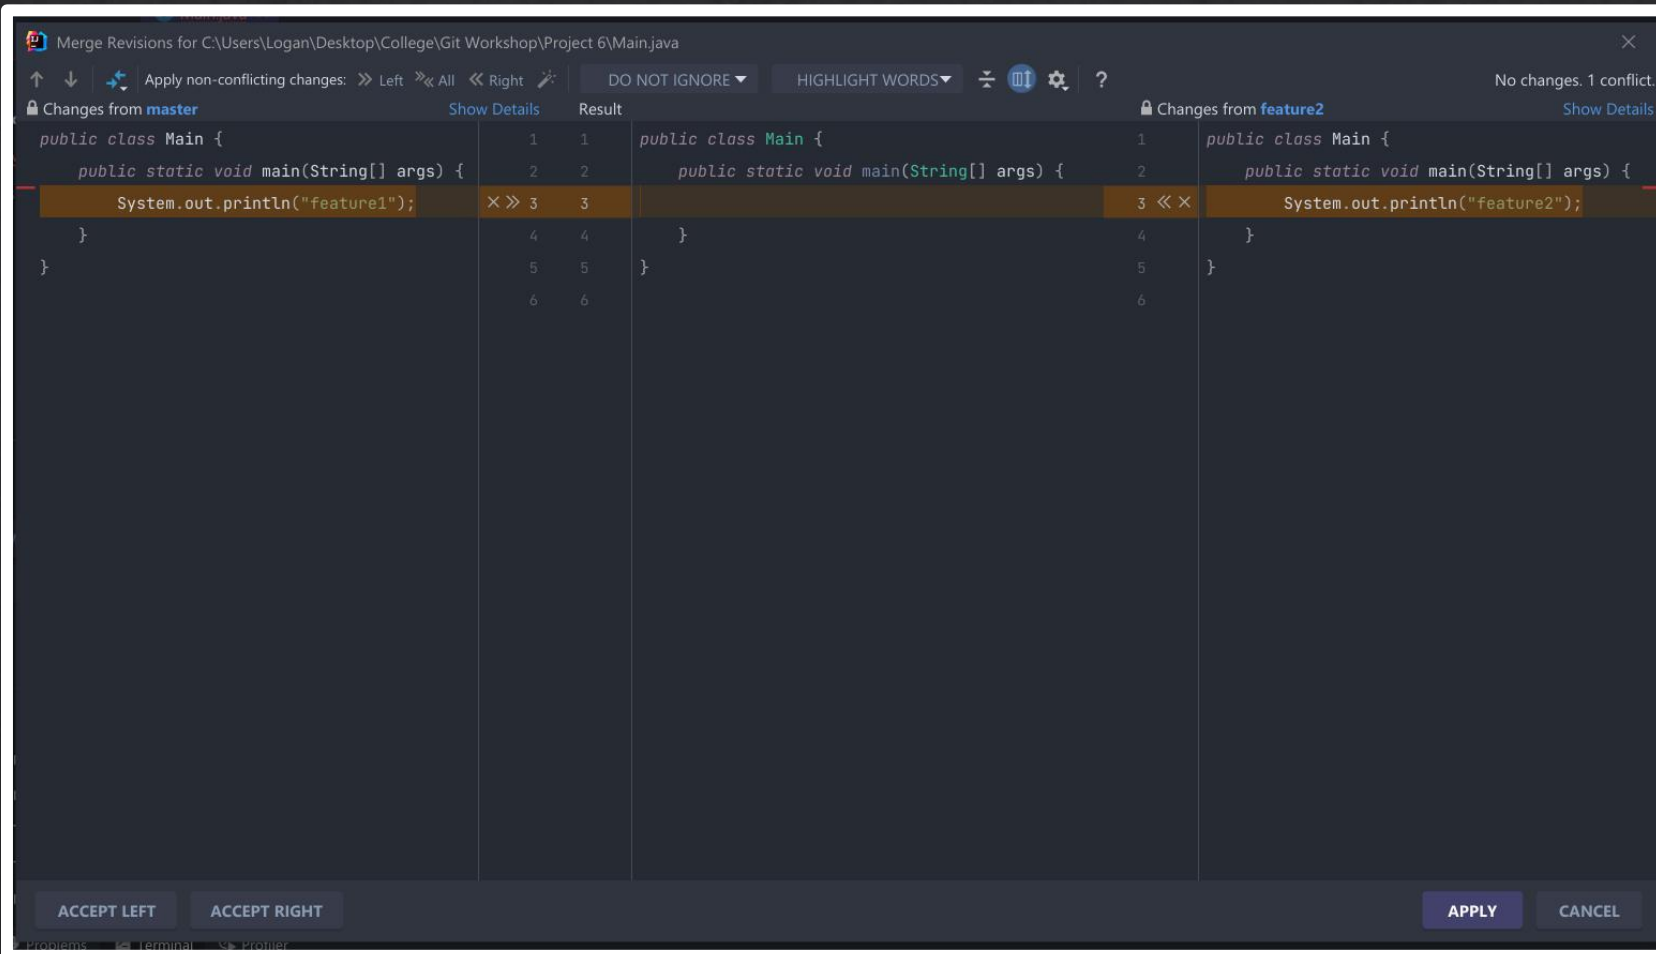 Main.java
Merge Revisions for C:\Users\Logan\Desktop\College\Git Workshop\Project 6\Main.java
Apply non-conflicting changes: Left All Right DO NOT IGNORE HIGHLIGHT WORDS ? No changes. 1 conflict.
Changes from master Show Details Result Changes from feature2 Show Details
public class Main { 1 1 public class Main { 1 public class Main {
public static void main(String[] args) { 2 2 public static void main(String[] args) { 2 public static void main(String[] args) {
System.out.println("feature1"); × >> 3 3 3 << × System.out.println("feature2");
} 4 4 } 4 }
} 5 5 } 5 }
6 6 6
ACCEPT LEFT ACCEPT RIGHT APPLY CANCEL
Problems Terminal Profiler